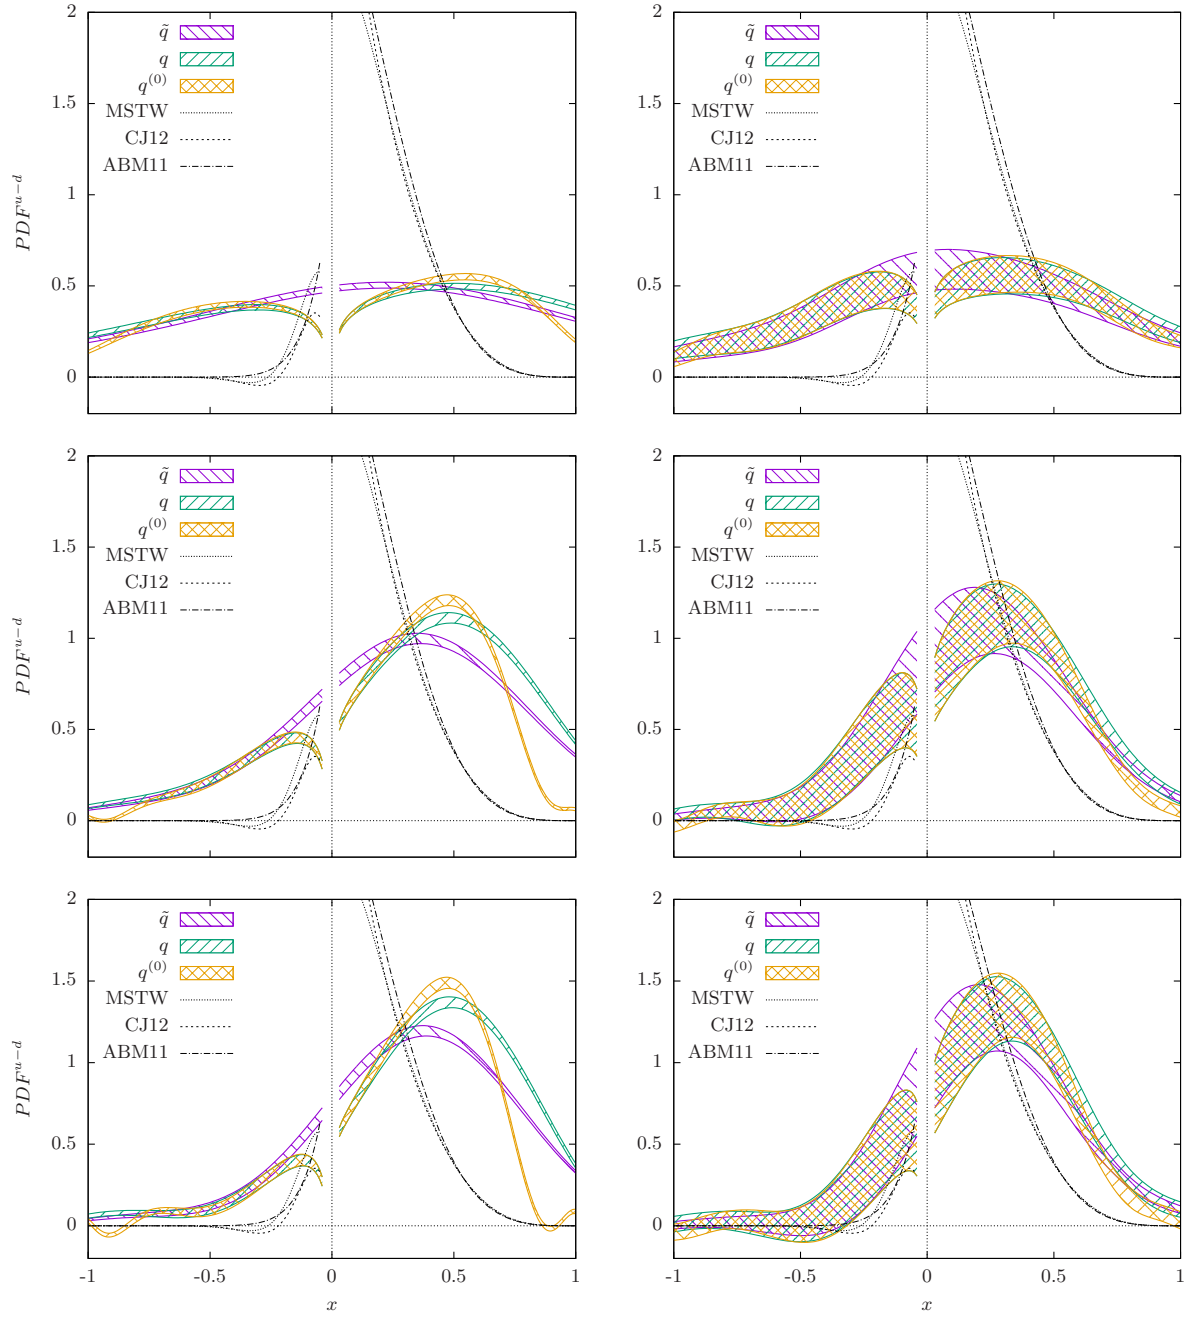 2
q̃
q
q^(0)
MSTW
CJ12
ABM11
1.5
1
0.5
0
PDF^{u−d}
q̃
q
q^(0)
MSTW
CJ12
ABM11
2
1.5
1
0.5
0
2
q̃
q
q^(0)
MSTW
CJ12
ABM11
1.5
1
0.5
0
PDF^{u−d}
q̃
q
q^(0)
MSTW
CJ12
ABM11
2
1.5
1
0.5
0
2
q̃
q
q^(0)
MSTW
CJ12
ABM11
1.5
1
0.5
0
PDF^{u−d}
-1 -0.5 0 0.5 1
x
q̃
q
q^(0)
MSTW
CJ12
ABM11
2
1.5
1
0.5
0
-1 -0.5 0 0.5 1
x